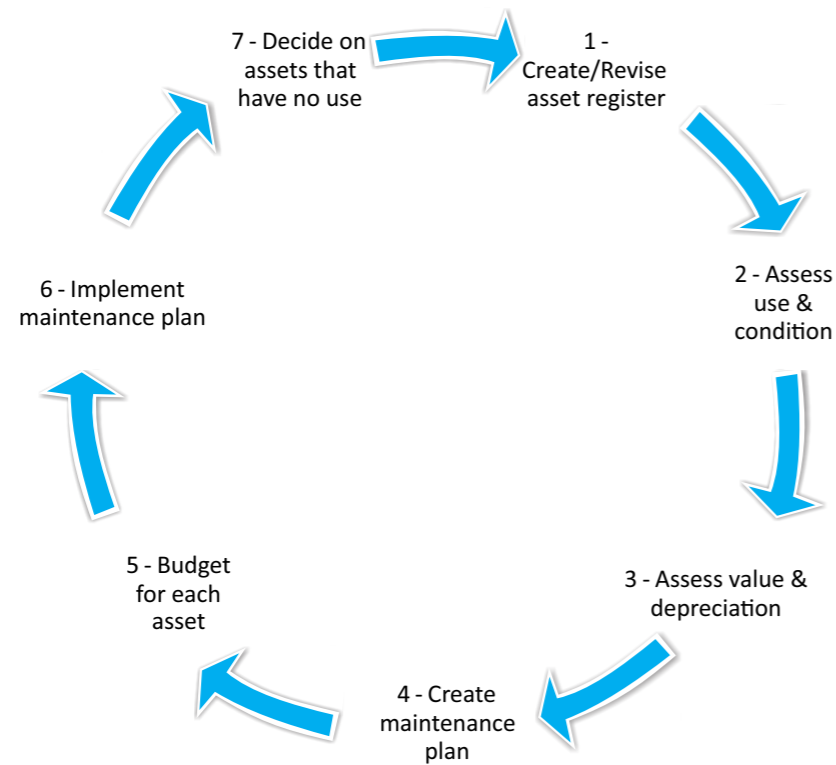 1 -
Create/Revise
asset register
2 - Assess
use &
condition
3 - Assess value &
depreciation
4 - Create
maintenance
plan
5 - Budget
for each
asset
6 - Implement
maintenance plan
7 - Decide on
assets that
have no use